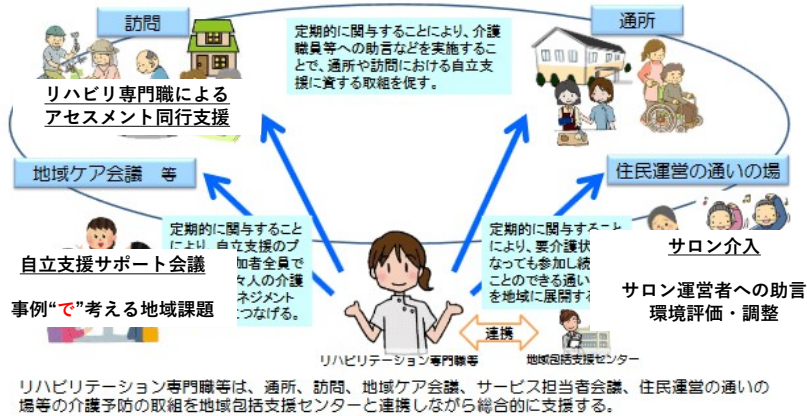 訪問
定期的に関与することにより、介護
職員等への助言などを実施するこ
とで、通所や訪問における自立支
援に資する取組を促す。
通所
リハビリ専門職による
アセスメント同行支援
地域ケア会議 等
住民運営の通いの場
定期的に関与すること
により、自立支援のプ
加者全員で
々人の介護
ネジメント
につなげる。
自立支援サポート会議
事例“で”考える地域課題
定期的に関与すること
により、要介護状
なっても参加し続
ことのできる通い
を地域に展開する
サロン介入
サロン運営者への助言
環境評価・調整
連携
リハビリテーション専門職等
地域包括支援センター
リハビリテーション専門職等は、通所、訪問、地域ケア会議、サービス担当者会議、住民運営の通いの
場等の介護予防の取組を地域包括支援センターと連携しながら総合的に支援する。